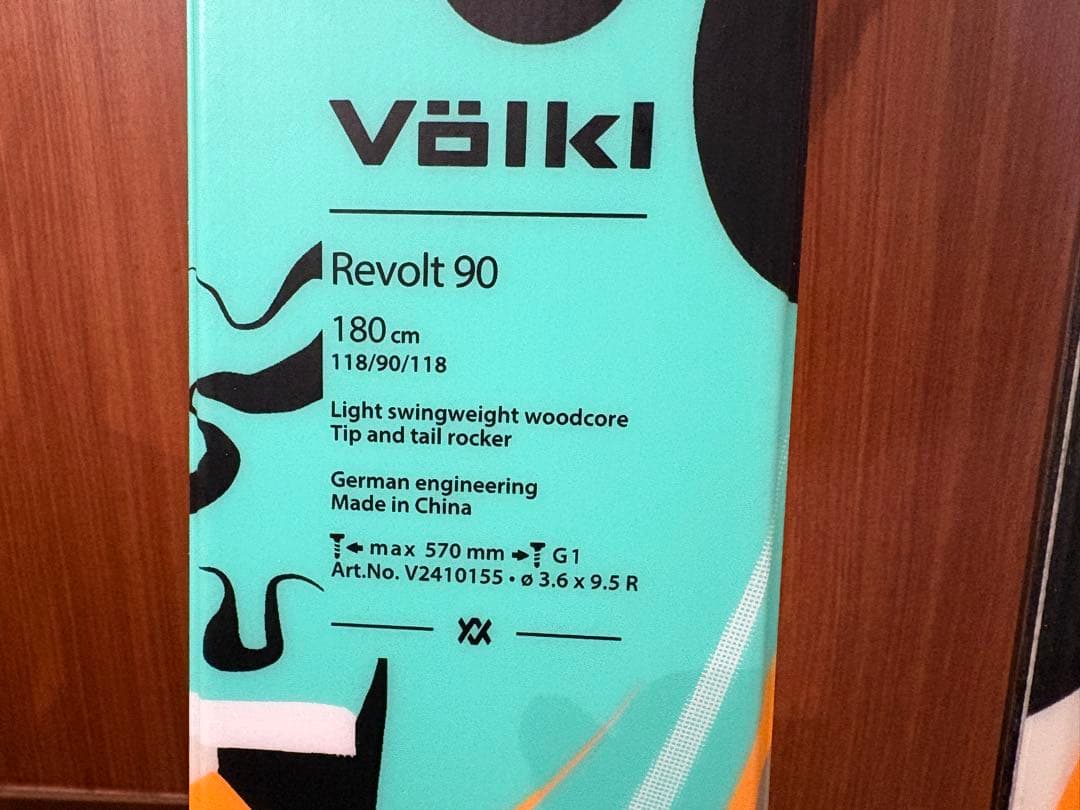 Völkl
Revolt 90
180 cm
118/90/118
Light swingweight woodcore
Tip and tail rocker
German engineering
Made in China
max 570 mm G1
Art.No. V2410155 • ø 3.6 x 9.5 R